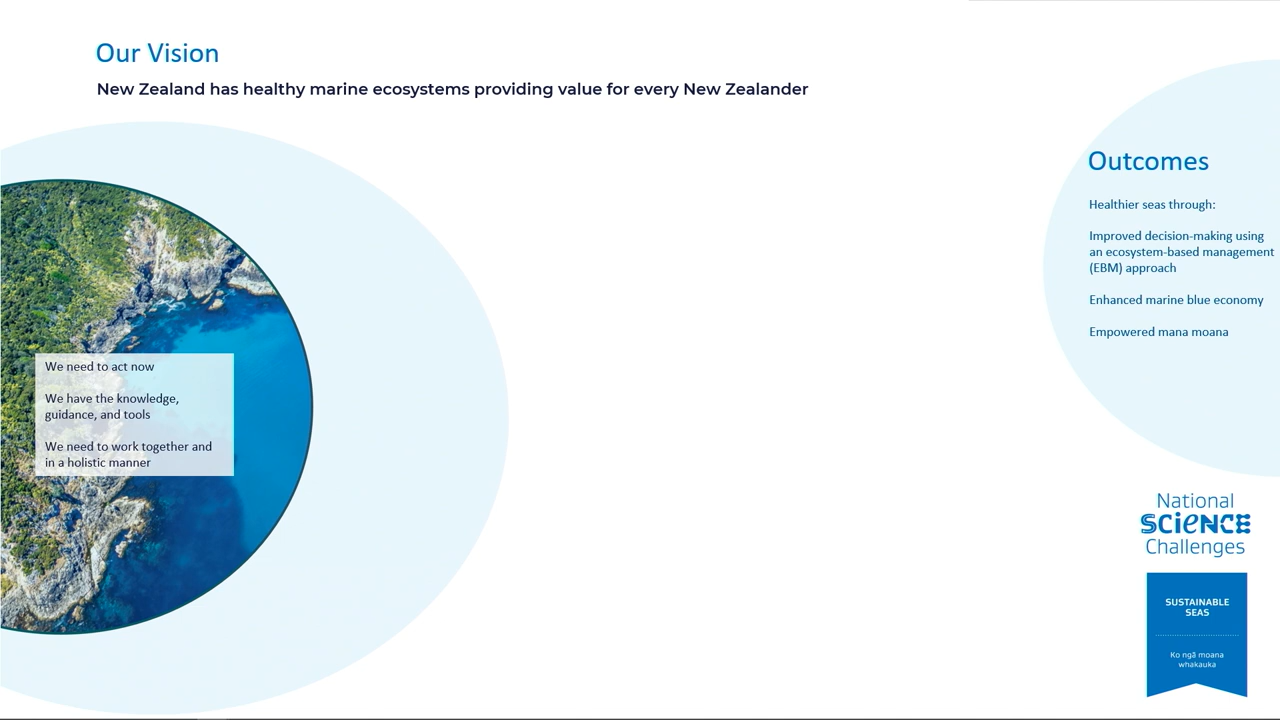 Our Vision
New Zealand has healthy marine ecosystems providing value for every New Zealander
We need to act now
We have the knowledge,
guidance, and tools
We need to work together and
in a holistic manner
Outcomes
Healthier seas through:
Improved decision-making using
an ecosystem-based management
(EBM) approach
Enhanced marine blue economy
Empowered mana moana
National
SCIENCE
Challenges
SUSTAINABLE
SEAS
Ko ngā moana
whakauka